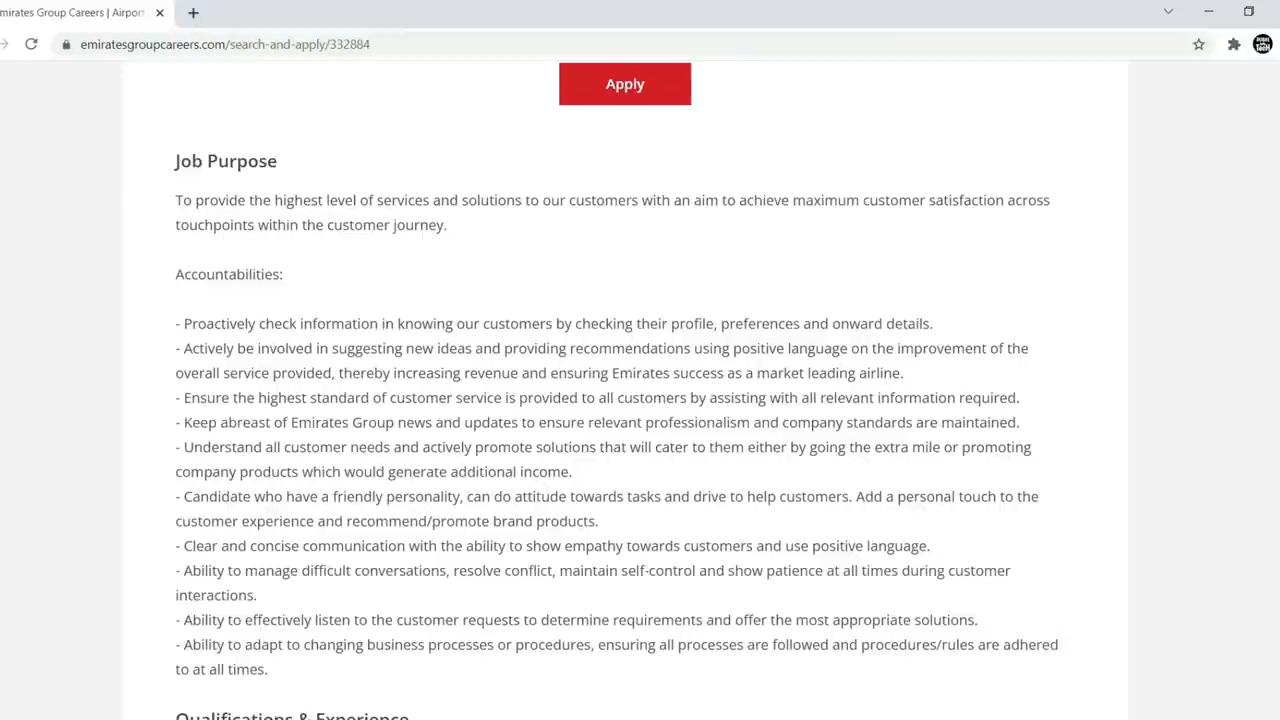 mirates Group Careers | Airport
emiratesgroupcareers.com/search-and-apply/332884
Apply
Job Purpose
To provide the highest level of services and solutions to our customers with an aim to achieve maximum customer satisfaction across
touchpoints within the customer journey.
Accountabilities:
- Proactively check information in knowing our customers by checking their profile, preferences and onward details.
- Actively be involved in suggesting new ideas and providing recommendations using positive language on the improvement of the
overall service provided, thereby increasing revenue and ensuring Emirates success as a market leading airline.
- Ensure the highest standard of customer service is provided to all customers by assisting with all relevant information required.
- Keep abreast of Emirates Group news and updates to ensure relevant professionalism and company standards are maintained.
- Understand all customer needs and actively promote solutions that will cater to them either by going the extra mile or promoting
company products which would generate additional income.
- Candidate who have a friendly personality, can do attitude towards tasks and drive to help customers. Add a personal touch to the
customer experience and recommend/promote brand products.
- Clear and concise communication with the ability to show empathy towards customers and use positive language.
- Ability to manage difficult conversations, resolve conflict, maintain self-control and show patience at all times during customer
interactions.
- Ability to effectively listen to the customer requests to determine requirements and offer the most appropriate solutions.
- Ability to adapt to changing business processes or procedures, ensuring all processes are followed and procedures/rules are adhered
to at all times.
Qualifications & Experience